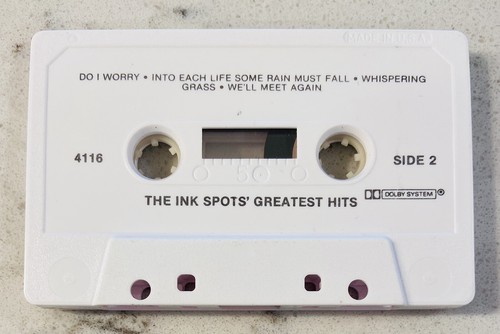 DO I WORRY • INTO EACH LIFE SOME RAIN MUST FALL • WHISPERING
GRASS • WE'LL MEET AGAIN
4116
SIDE 2
THE INK SPOTS' GREATEST HITS
DOLBY SYSTEM